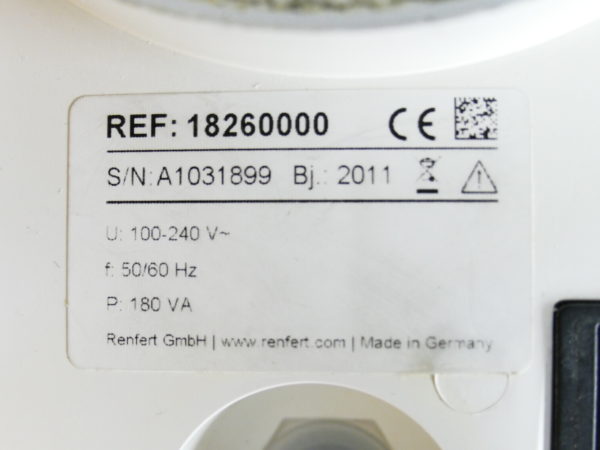 REF: 18260000 CE
S/N: A1031899 Bj.: 2011
U: 100-240 V~
f: 50/60 Hz
P: 180 VA
Renfert GmbH | www.renfert.com | Made in Germany